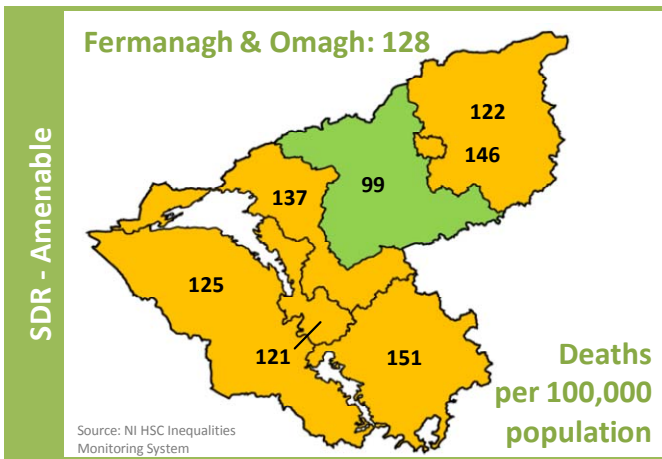 SDR - Amenable
Fermanagh & Omagh: 128
122
146
99
137
125
121
151
Deaths
per 100,000
population
Source: NI HSC Inequalities
Monitoring System